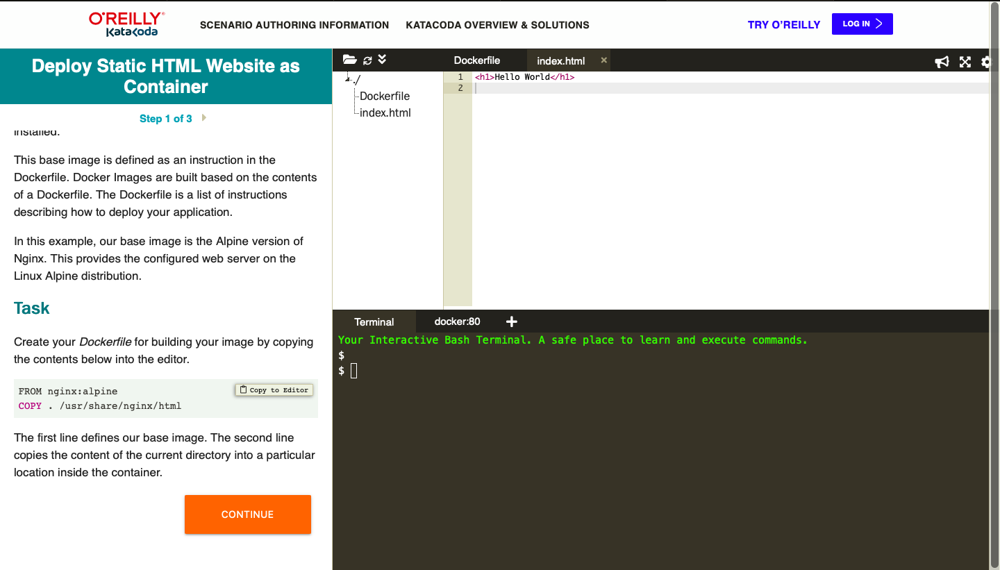 O'REILLY®
Katacoda
SCENARIO AUTHORING INFORMATION
KATACODA OVERVIEW & SOLUTIONS
TRY O'REILLY
LOG IN
Deploy Static HTML Website as
Container
Step 1 of 3
installed.
This base image is defined as an instruction in the
Dockerfile. Docker Images are built based on the contents
of a Dockerfile. The Dockerfile is a list of instructions
describing how to deploy your application.
In this example, our base image is the Alpine version of
Nginx. This provides the configured web server on the
Linux Alpine distribution.
Task
Create your Dockerfile for building your image by copying
the contents below into the editor.
FROM nginx:alpine
Copy to Editor
COPY . /usr/share/nginx/html
The first line defines our base image. The second line
copies the content of the current directory into a particular
location inside the container.
CONTINUE
Dockerfile
index.html ×
./
Dockerfile
index.html
1 <h1>Hello World</h1>
2
Terminal
docker:80
Your Interactive Bash Terminal. A safe place to learn and execute commands.
$
$